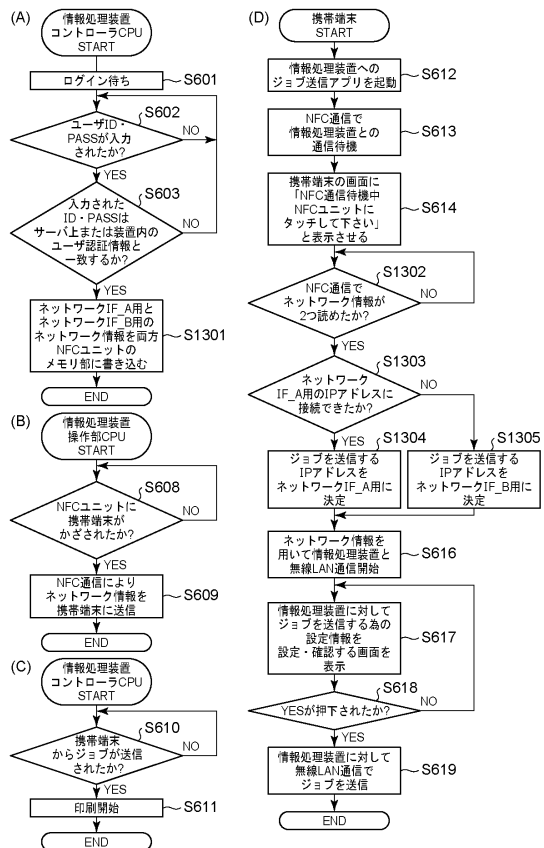 (A)
情報処理装置
コントローラCPU
START
ログイン待ち
S601
S602
ユーザID・
PASSが入力
されたか?
NO
YES
S603
入力された
ID・PASSは
サーバ上または装置内の
ユーザ認証情報と
一致するか?
NO
YES
ネットワークIF_A用と
ネットワークIF_B用の
ネットワーク情報を両方
NFCユニットの
メモリ部に書き込む
S1301
END
(B)
情報処理装置
操作部CPU
START
S608
NFCユニットに
携帯端末が
かざされたか?
NO
YES
NFC通信により
ネットワーク情報を
携帯端末に送信
S609
END
(C)
情報処理装置
コントローラCPU
START
S610
携帯端末
からジョブが送信
されたか?
NO
YES
印刷開始
S611
END
(D)
携帯端末
START
情報処理装置への
ジョブ送信アプリを起動
S612
NFC通信で
情報処理装置との
通信待機
S613
携帯端末の画面に
「NFC通信待機中
NFCユニットに
タッチして下さい」
と表示させる
S614
S1302
NFC通信で
ネットワーク情報が
2つ読めたか?
NO
YES
S1303
ネットワーク
IF_A用のIPアドレスに
接続できたか?
NO
YES
S1304
S1305
ジョブを送信する
IPアドレスを
ネットワークIF_A用に
決定
ジョブを送信する
IPアドレスを
ネットワークIF_B用に
決定
ネットワーク情報を
用いて情報処理装置と
無線LAN通信開始
S616
情報処理装置に対して
ジョブを送信する為の
設定情報を
設定・確認する画面を
表示
S617
S618
YESが押下されたか?
NO
YES
情報処理装置に対して
無線LAN通信で
ジョブを送信
S619
END